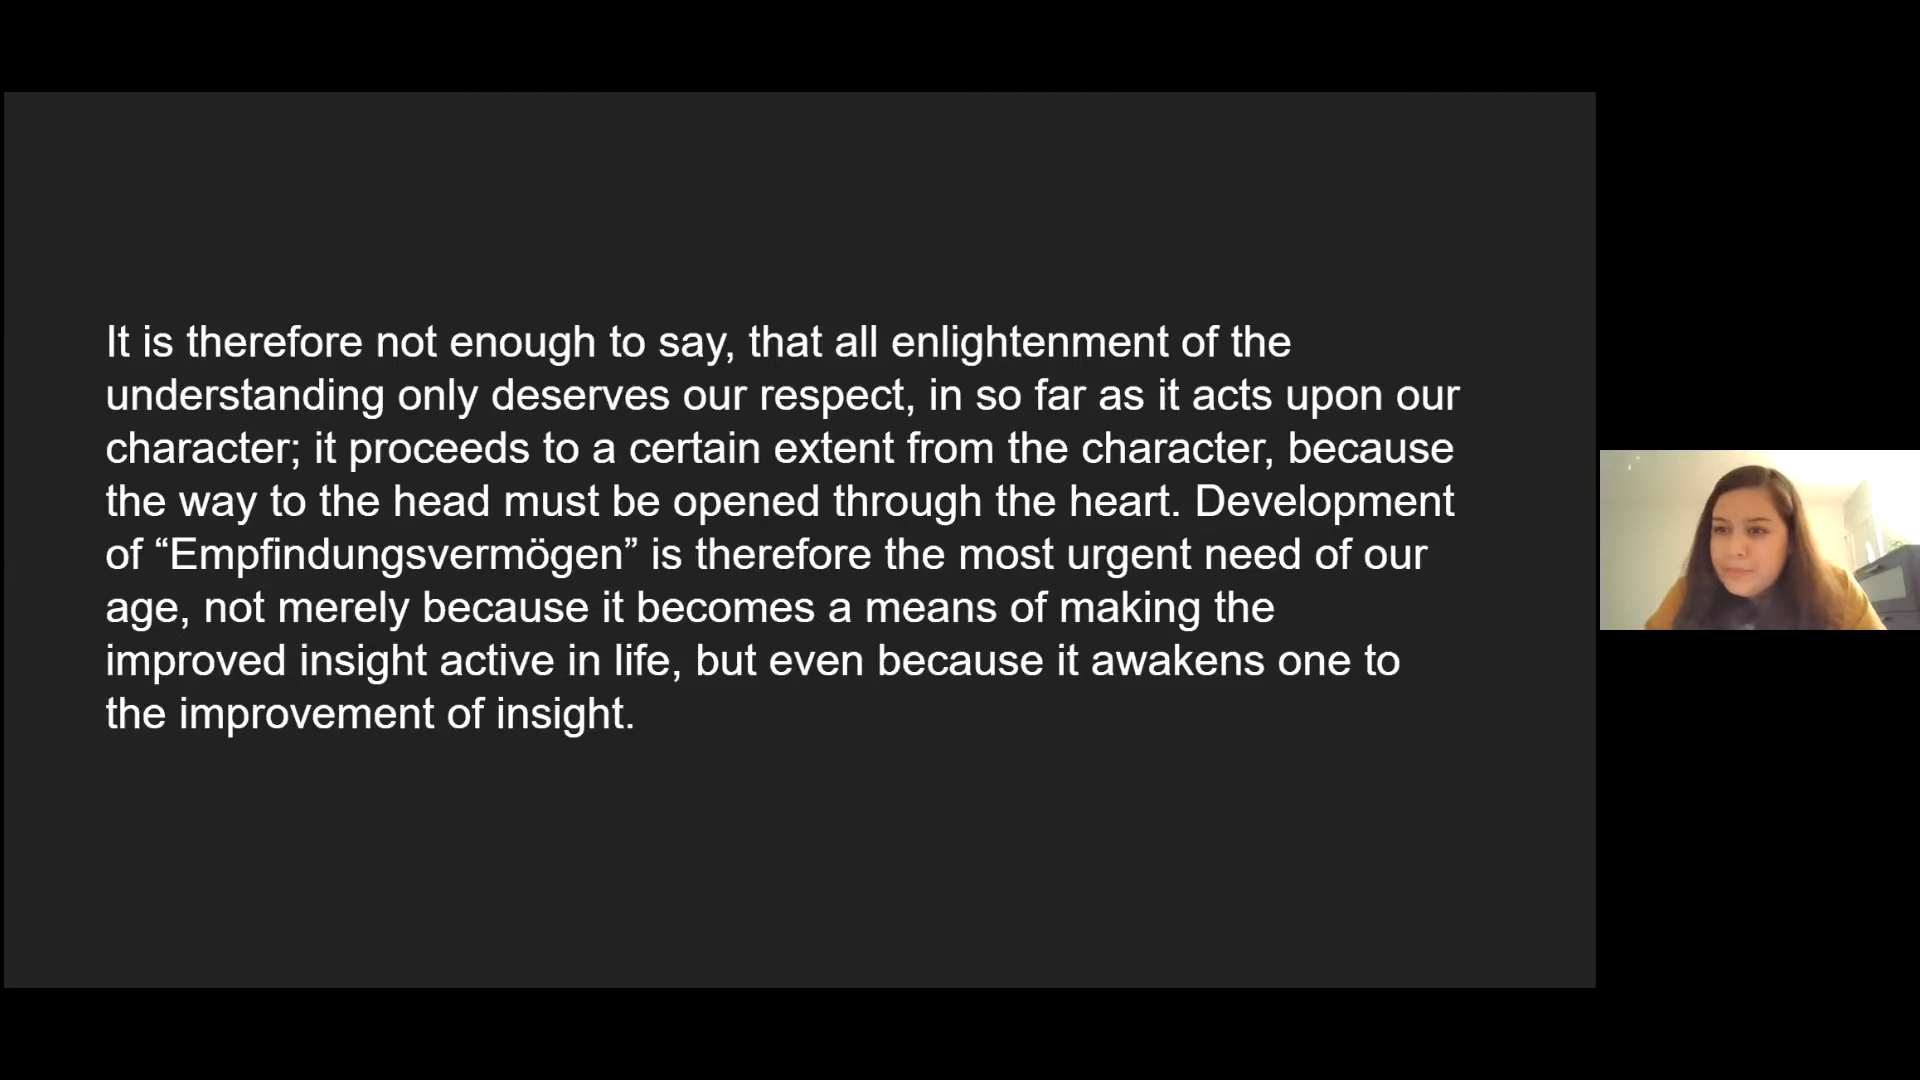 It is therefore not enough to say, that all enlightenment of the
understanding only deserves our respect, in so far as it acts upon our
character; it proceeds to a certain extent from the character, because
the way to the head must be opened through the heart. Development
of “Empfindungsvermögen” is therefore the most urgent need of our
age, not merely because it becomes a means of making the
improved insight active in life, but even because it awakens one to
the improvement of insight.